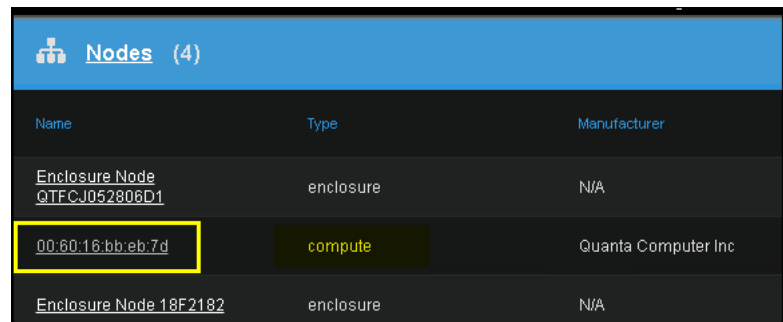 Nodes (4)
Name Type Manufacturer
Enclosure Node
QTFCJ052806D1 enclosure N/A
00:60:16:bb:eb:7d compute Quanta Computer Inc
Enclosure Node 18F2182 enclosure N/A